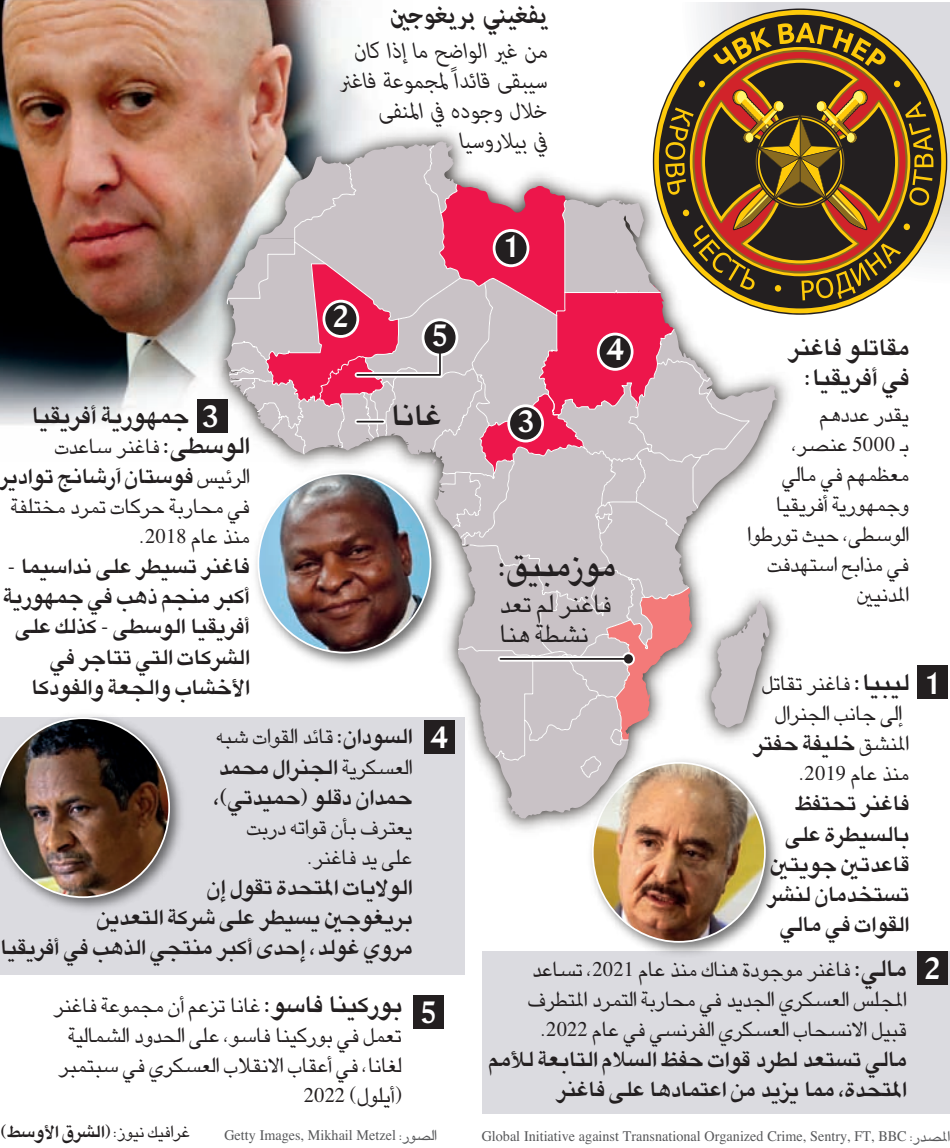 يفغيني بريغوجين
من غير الواضح ما إذا كان
سيبقى قائداً لمجموعة فاغنر
خلال وجوده في المنفى
في بيلاروسيا
ЧВК ВАГНЕР
КРОВЬ • ЧЕСТЬ • РОДИНА • ОТВАГА
1
2
5
4
3
غانا
موزمبيق:
فاغنر لم تعد
نشطة هنا
مقاتلو فاغنر
في أفريقيا:
يقدر عددهم
بـ 5000 عنصر،
معظمهم في مالي
وجمهورية أفريقيا
الوسطى، حيث تورطوا
في مذابح استهدفت
المدنيين
1 ليبيا: فاغنر تقاتل
إلى جانب الجنرال
المنشق خليفة حفتر
منذ عام 2019.
فاغنر تحتفظ
بالسيطرة على
قاعدتين جويتين
تستخدمان لنشر
القوات في مالي
2 مالي: فاغنر موجودة هناك منذ عام 2021، تساعد
المجلس العسكري الجديد في محاربة التمرد المتطرف
قبيل الانسحاب العسكري الفرنسي في عام 2022.
مالي تستعد لطرد قوات حفظ السلام التابعة للأمم
المتحدة، مما يزيد من اعتمادها على فاغنر
3 جمهورية أفريقيا
الوسطى: فاغنر ساعدت
الرئيس فوستان آرشانج توادير
في محاربة حركات تمرد مختلفة
منذ عام 2018.
فاغنر تسيطر على نداسيما -
أكبر منجم ذهب في جمهورية
أفريقيا الوسطى - كذلك على
الشركات التي تتاجر في
الأخشاب والجعة والفودكا
4 السودان: قائد القوات شبه
العسكرية الجنرال محمد
حمدان دقلو (حميدتي)،
يعترف بأن قواته دربت
على يد فاغنر.
الولايات المتحدة تقول إن
بريغوجين يسيطر على شركة التعدين
مروي غولد، إحدى أكبر منتجي الذهب في أفريقيا
5 بوركينا فاسو: غانا تزعم أن مجموعة فاغنر
تعمل في بوركينا فاسو، على الحدود الشمالية
لغانا، في أعقاب الانقلاب العسكري في سبتمبر
(أيلول) 2022
المصدر: Global Initiative against Transnational Organized Crime, Sentry, FT, BBC
الصور: Getty Images, Mikhail Metzel
غرافيك نيوز: (الشرق الأوسط)